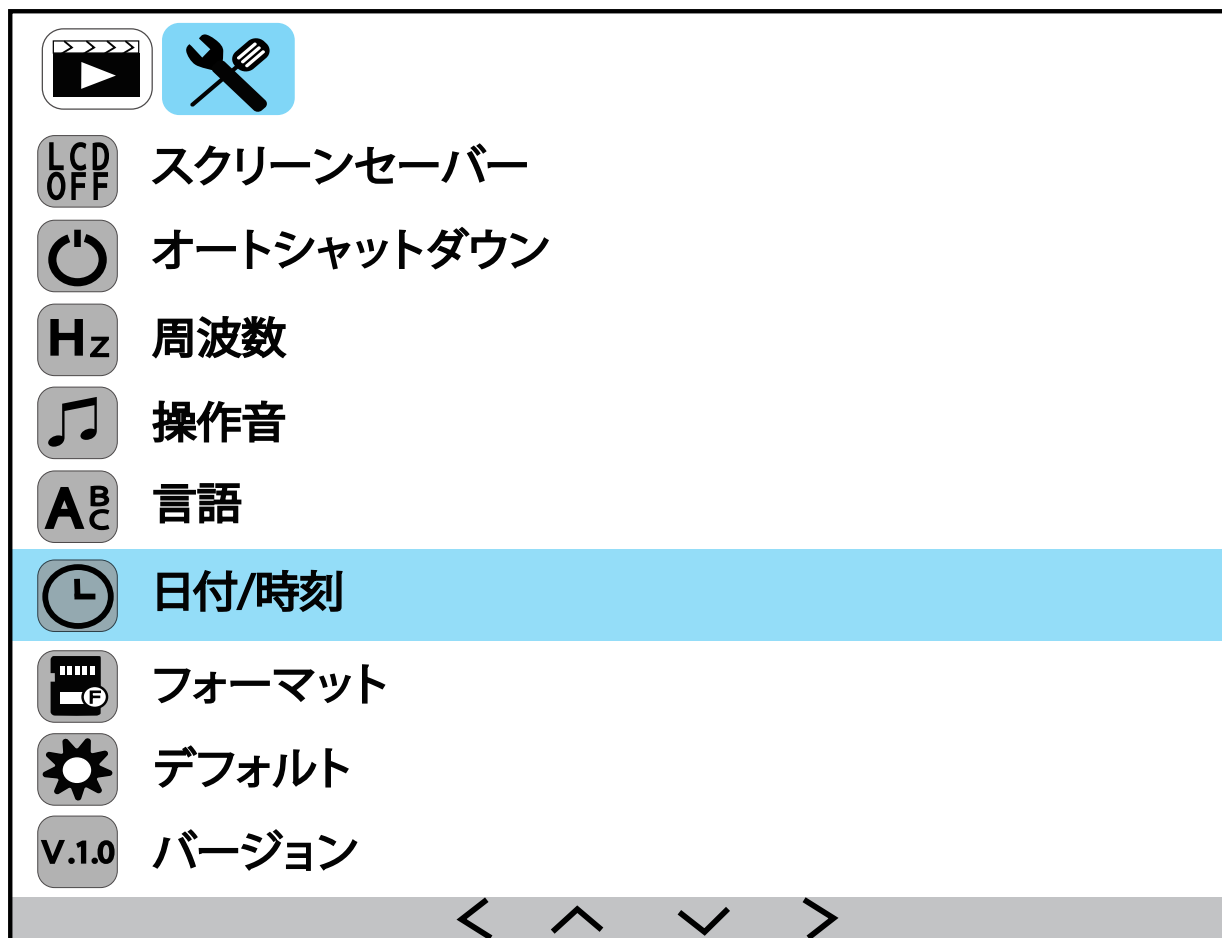 LCD
OFF
スクリーンセーバー
オートシャットダウン
Hz
周波数
操作音
ABC
言語
日付/時刻
F
フォーマット
デフォルト
V.1.0
バージョン